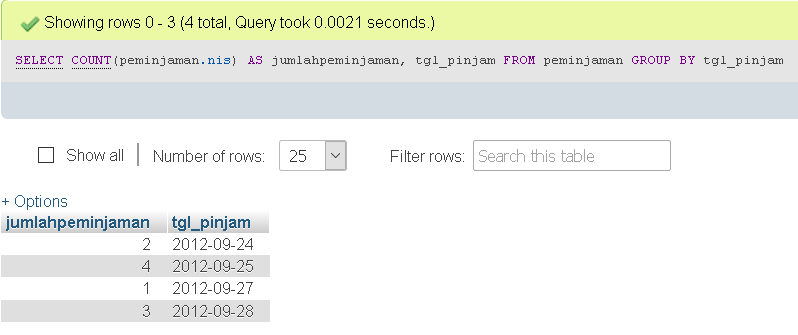 Showing rows 0 - 3 (4 total, Query took 0.0021 seconds.)
SELECT COUNT(peminjaman.nis) AS jumlahpeminjaman, tgl_pinjam FROM peminjaman GROUP BY tgl_pinjam
Show all Number of rows: 25 Filter rows: Search this table
+ Options
jumlahpeminjaman tgl_pinjam
2 2012-09-24
4 2012-09-25
1 2012-09-27
3 2012-09-28